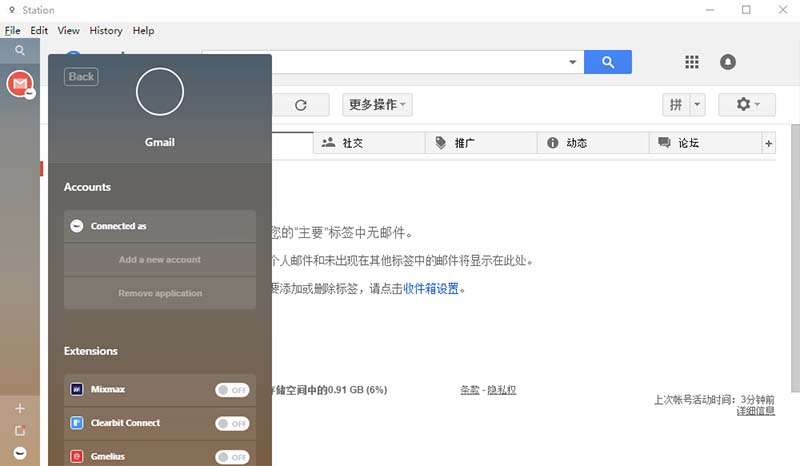 Station
File Edit View History Help
Back
更多操作
拼
Gmail
社交
推广
动态
论坛
+
Accounts
Connected as
您的“主要”标签中无邮件。
Add a new account
个人邮件和未出现在其他标签中的邮件将显示在此处。
Remove application
要添加或删除标签，请点击收件箱设置。
Extensions
Mixmax OFF
存储空间中的0.91 GB (6%)
条款 - 隐私权
上次帐号活动时间：3分钟前
详细信息
Clearbit Connect OFF
Gmelius OFF